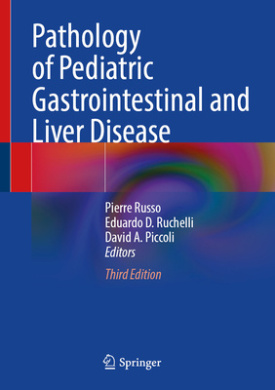 Pathology
of Pediatric
Gastrointestinal and
Liver Disease
Pierre Russo
Eduardo D. Ruchelli
David A. Piccoli
Editors
Third Edition
Springer